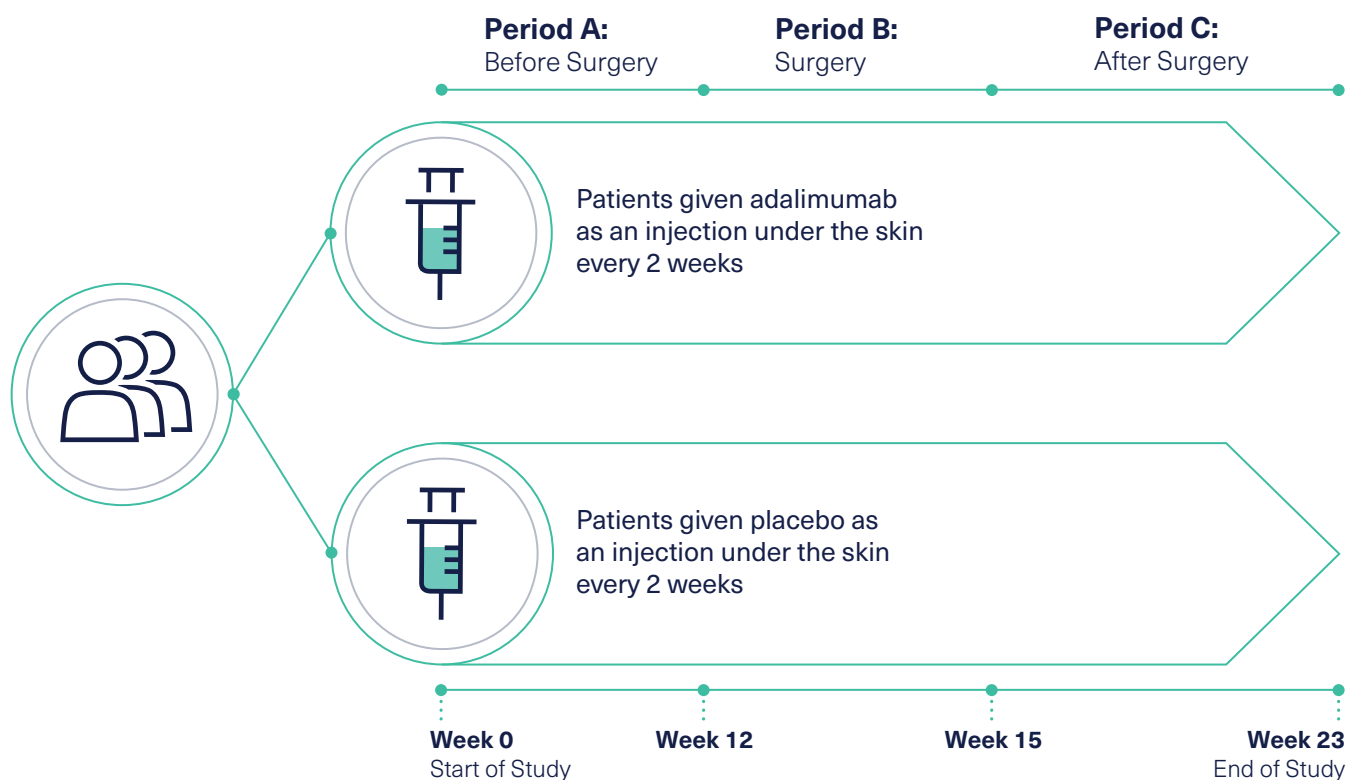 Period A:
Before Surgery
Period B:
Surgery
Period C:
After Surgery
Patients given adalimumab
as an injection under the skin
every 2 weeks
Patients given placebo as
an injection under the skin
every 2 weeks
Week 0
Start of Study
Week 12
Week 15
Week 23
End of Study